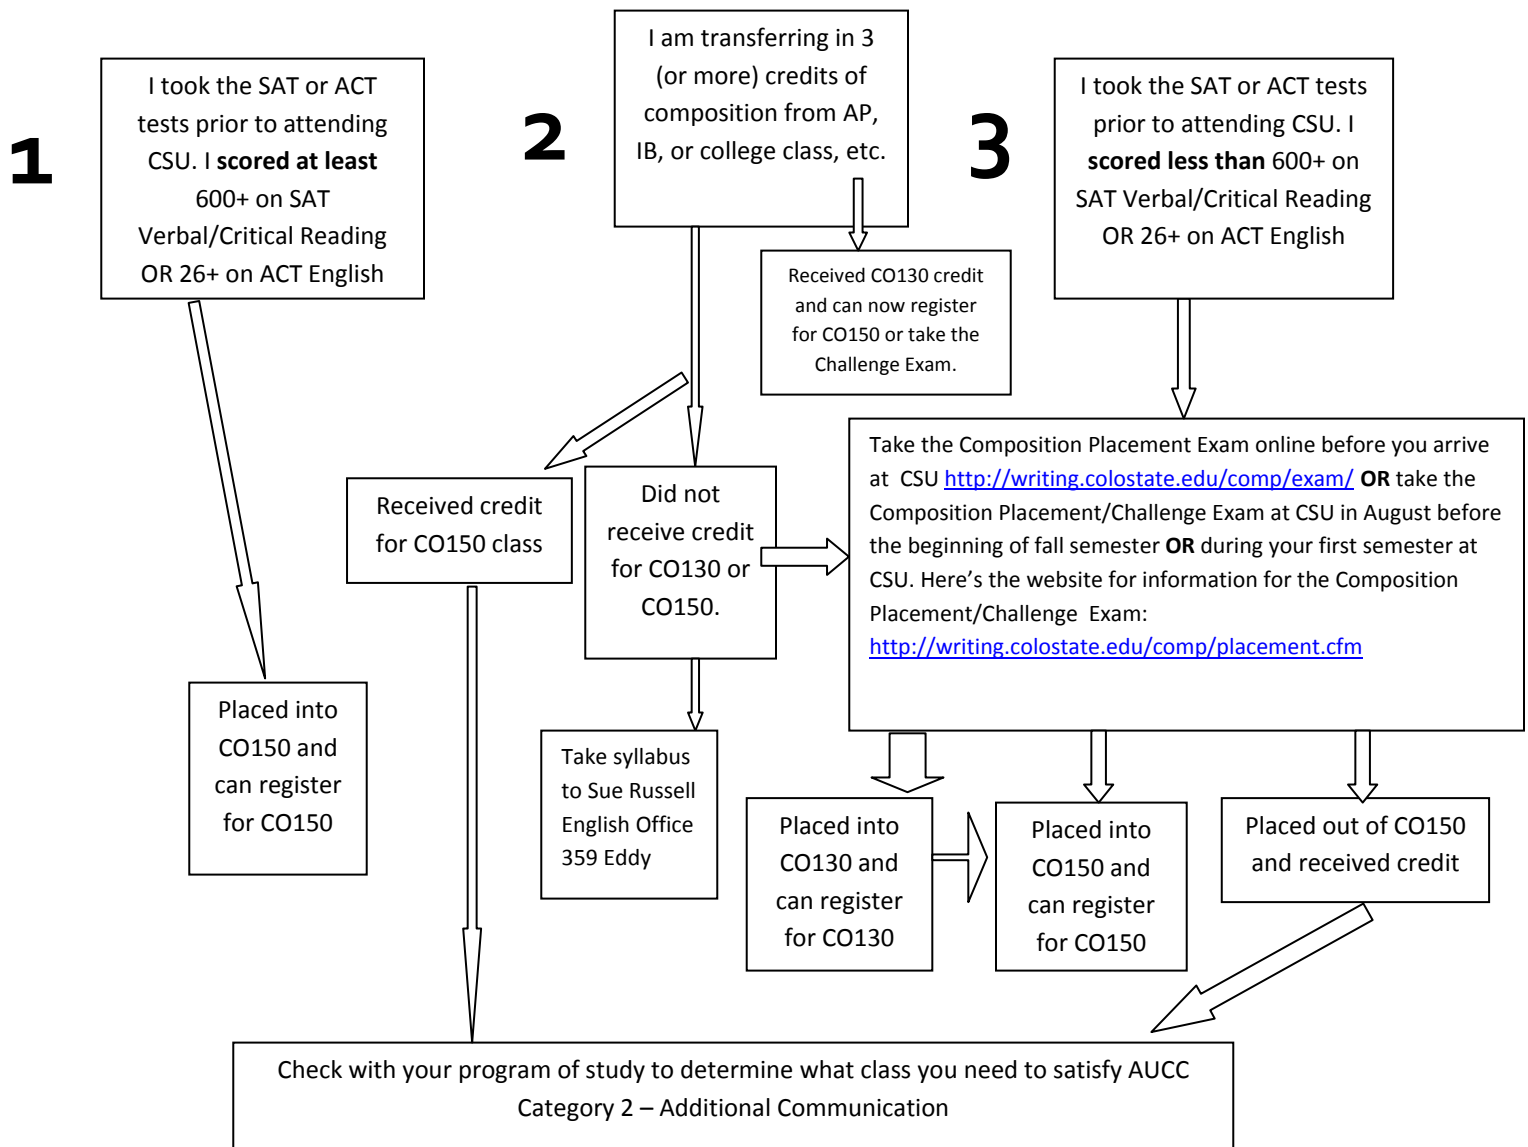 1
I took the SAT or ACT
tests prior to attending
CSU. I scored at least
600+ on SAT
Verbal/Critical Reading
OR 26+ on ACT English
2
I am transferring in 3
(or more) credits of
composition from AP,
IB, or college class, etc.
3
I took the SAT or ACT tests
prior to attending CSU. I
scored less than 600+ on
SAT Verbal/Critical Reading
OR 26+ on ACT English
Received CO130 credit
and can now register
for CO150 or take the
Challenge Exam.
Received credit
for CO150 class
Did not
receive credit
for CO130 or
CO150.
Take the Composition Placement Exam online before you arrive
at CSU http://writing.colostate.edu/comp/exam/ OR take the
Composition Placement/Challenge Exam at CSU in August before
the beginning of fall semester OR during your first semester at
CSU. Here's the website for information for the Composition
Placement/Challenge Exam:
http://writing.colostate.edu/comp/placement.cfm
Placed into
CO150 and
can register
for CO150
Take syllabus
to Sue Russell
English Office
359 Eddy
Placed into
CO130 and
can register
for CO130
Placed into
CO150 and
can register
for CO150
Placed out of CO150
and received credit
Check with your program of study to determine what class you need to satisfy AUCC
Category 2 – Additional Communication